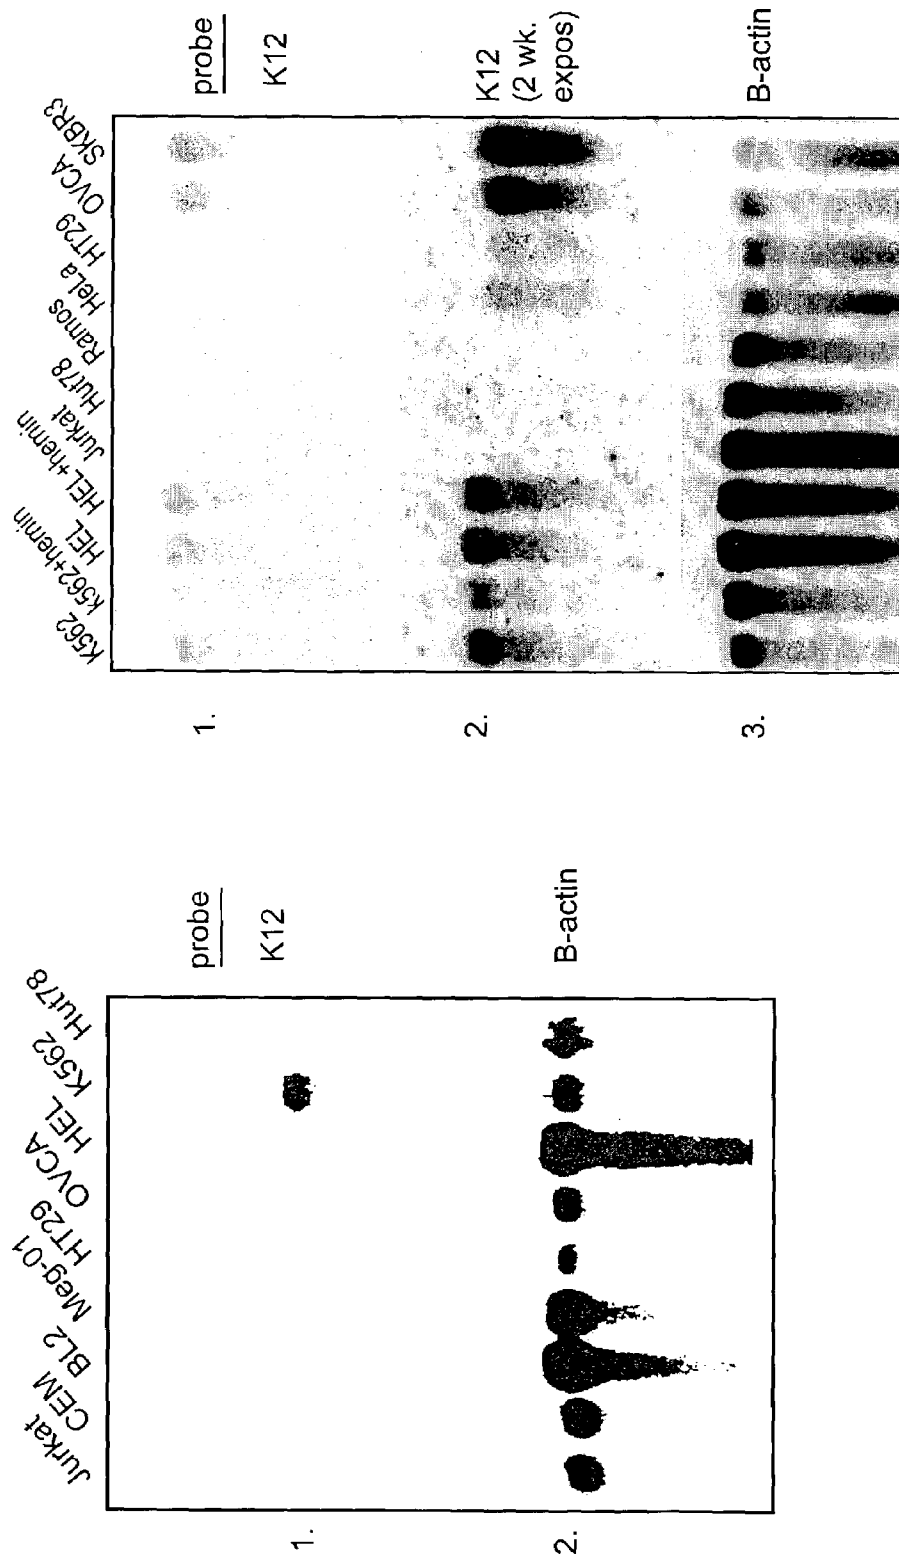 Jurkat
CEM
BL2
Meg-01
HT29
OVCA
HEL
K562
Hut78
probe
1.
K12
2.
B-actin
K562
K562+hemin
HEL
HEL+hemin
Jurkat
Hut78
Ramos
HeLa
HT29
OVCA
SKBR3
probe
1.
K12
2.
K12
(2 wk.
expos)
3.
B-actin